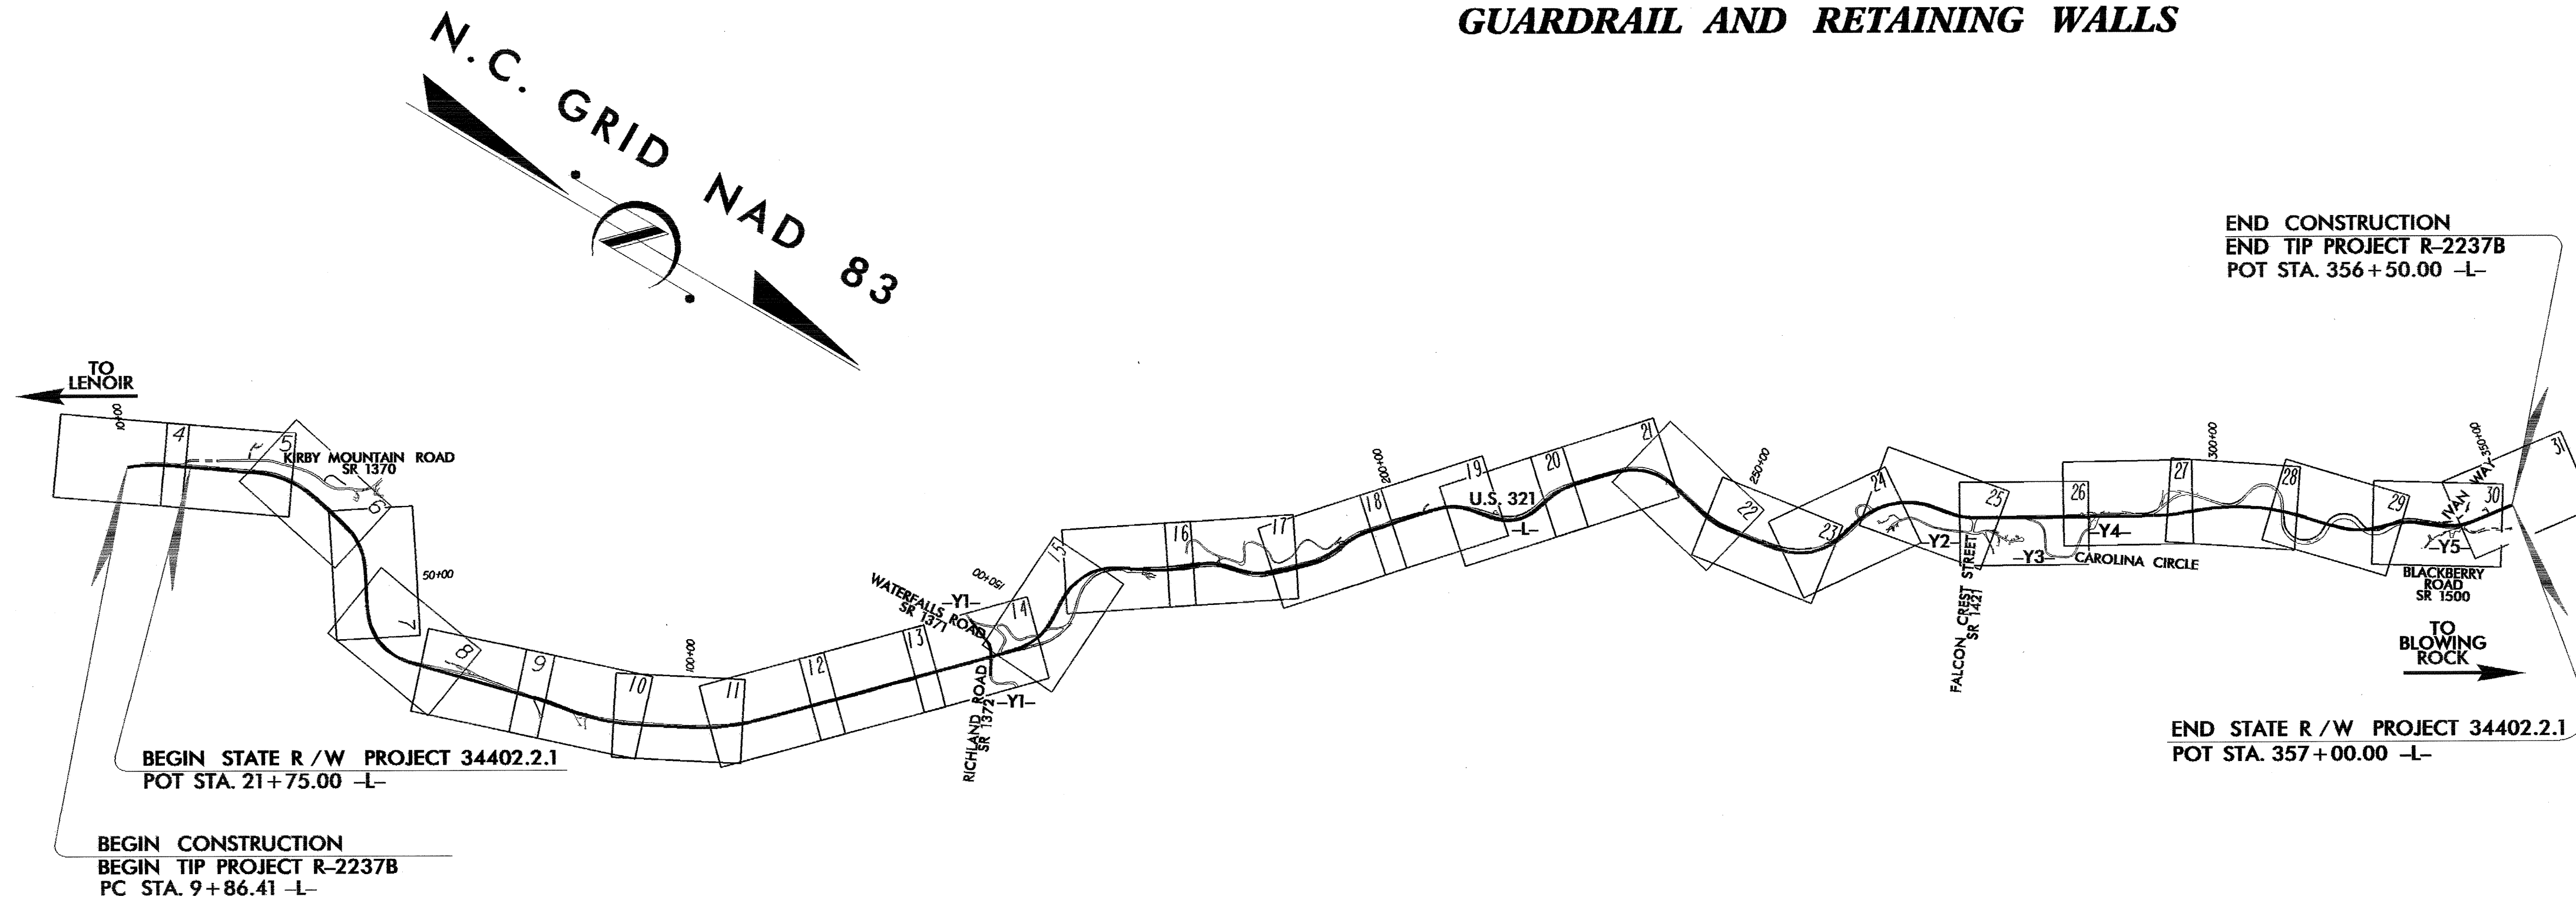 GUARDRAIL AND RETAINING WALLS
N.C. GRID NAD 83
END CONSTRUCTION
END TIP PROJECT R-2237B
POT STA. 356+50.00 -L-
TO
LENOIR
10+00
4
5
KIRBY MOUNTAIN ROAD
SR 1370
6
50+00
7
8
9
10
100+00
11
12
13
WATERFALLS ROAD
SR 1371
-Y1-
150+00
14
15
RICHLAND ROAD
SR 1372
-Y1-
16
17
18
200+00
19
U.S. 321
-L-
20
21
22
250+00
23
24
-Y2-
FALCON CREST STREET
SR 1421
25
-Y3-
26
-Y4-
CAROLINA CIRCLE
27
300+00
28
29
350+00
IVAN WAY
30
31
-Y5-
BLACKBERRY
ROAD
SR 1500
TO
BLOWING
ROCK
BEGIN STATE R/W PROJECT 34402.2.1
POT STA. 21+75.00 -L-
END STATE R/W PROJECT 34402.2.1
POT STA. 357+00.00 -L-
BEGIN CONSTRUCTION
BEGIN TIP PROJECT R-2237B
PC STA. 9+86.41 -L-